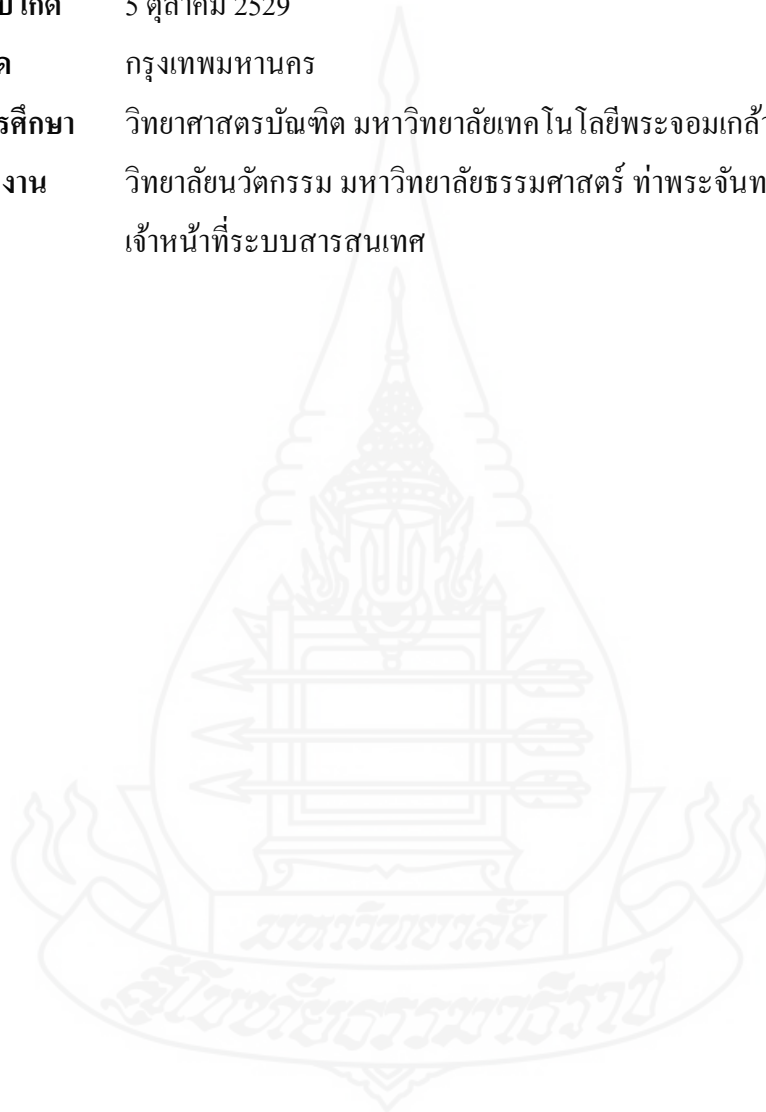 เกิด 5 ตุลาคม 2529
กรุงเทพมหานคร
วิทยาศาสตรบัณฑิต มหาวิทยาลัยเทคโนโลยีพระจอมเกล้า
งาน วิทยาลัยนวัตกรรม มหาวิทยาลัยธรรมศาสตร์
เจ้าหน้าที่ระบบสารสนเทศ
มหาวิทยาลัย
สุโขทัยธรรมาธิราช